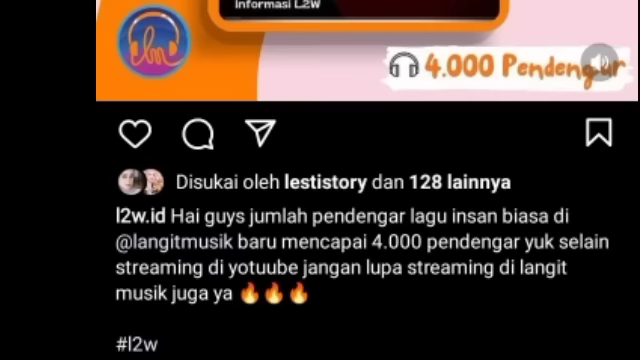 Informasi L2W
4.000 Pendengur
Disukai oleh lestistory dan 128 lainnya
l2w.id Hai guys jumlah pendengar lagu insan biasa di
@langitmusik baru mencapai 4.000 pendengar yuk selain
streaming di yotuube jangan lupa streaming di langit
musik juga ya 🔥🔥🔥
#l2w